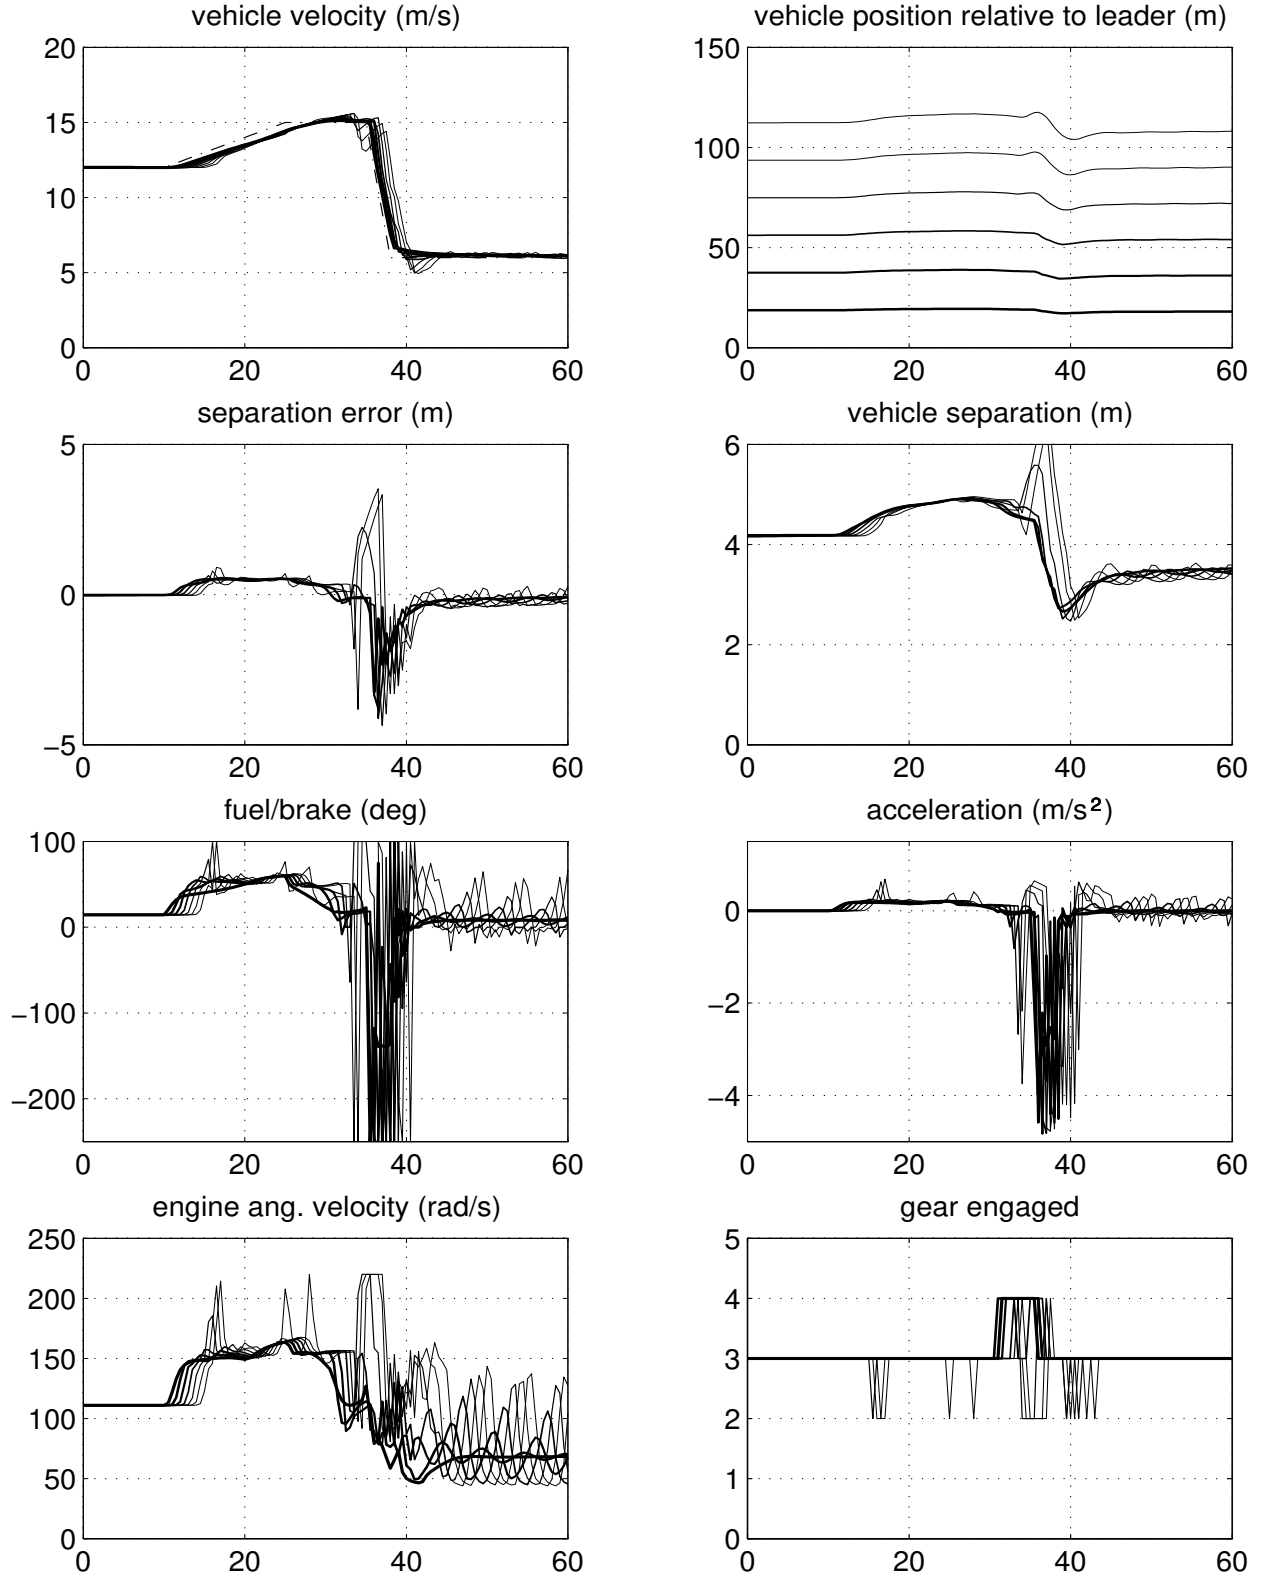 vehicle velocity (m/s)
20
15
10
5
0
0 20 40 60
vehicle position relative to leader (m)
150
100
50
0
0 20 40 60
separation error (m)
5
0
−5
0 20 40 60
vehicle separation (m)
6
4
2
0
0 20 40 60
fuel/brake (deg)
100
0
−100
−200
0 20 40 60
acceleration (m/s²)
0
−2
−4
0 20 40 60
engine ang. velocity (rad/s)
250
200
150
100
50
0
0 20 40 60
gear engaged
5
4
3
2
1
0
0 20 40 60